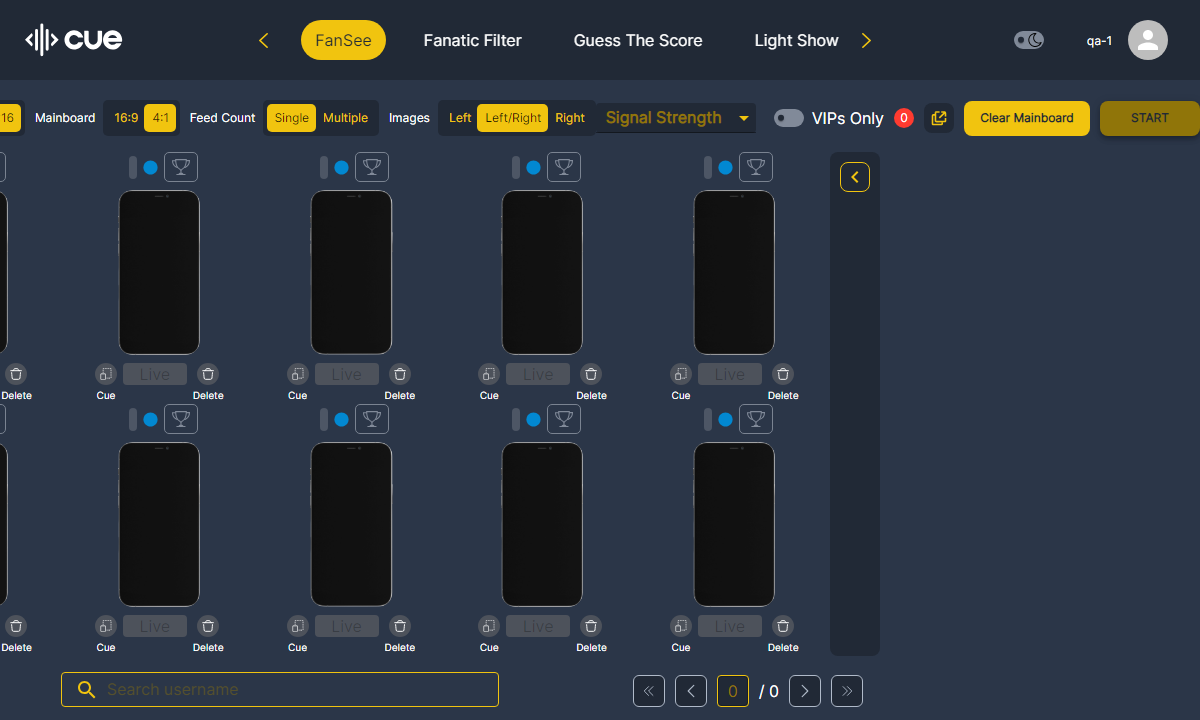 cue
FanSee
Fanatic Filter
Guess The Score
Light Show
qa-1
16
Mainboard
16:9
4:1
Feed Count
Single
Multiple
Images
Left
Left/Right
Right
Signal Strength
VIPs Only
0
Clear Mainboard
START
Delete
Cue
Live
Delete
Cue
Live
Delete
Cue
Live
Delete
Cue
Live
Delete
Delete
Cue
Live
Delete
Cue
Live
Delete
Cue
Live
Delete
Cue
Live
Delete
Search username
0 / 0